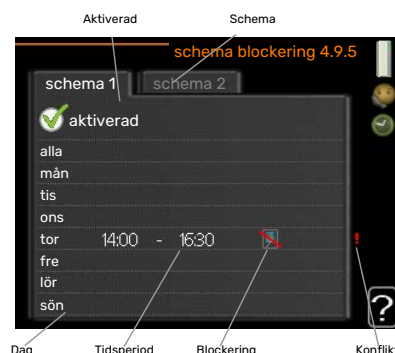 Aktiverad Schema
schema blockering 4.9.5
schema 1 schema 2
aktiverad
alla
mån
tis
ons
tor 14:00 - 16:30 !
fre
lör
sön
?
Dag Tidsperiod Blockering Konflikt